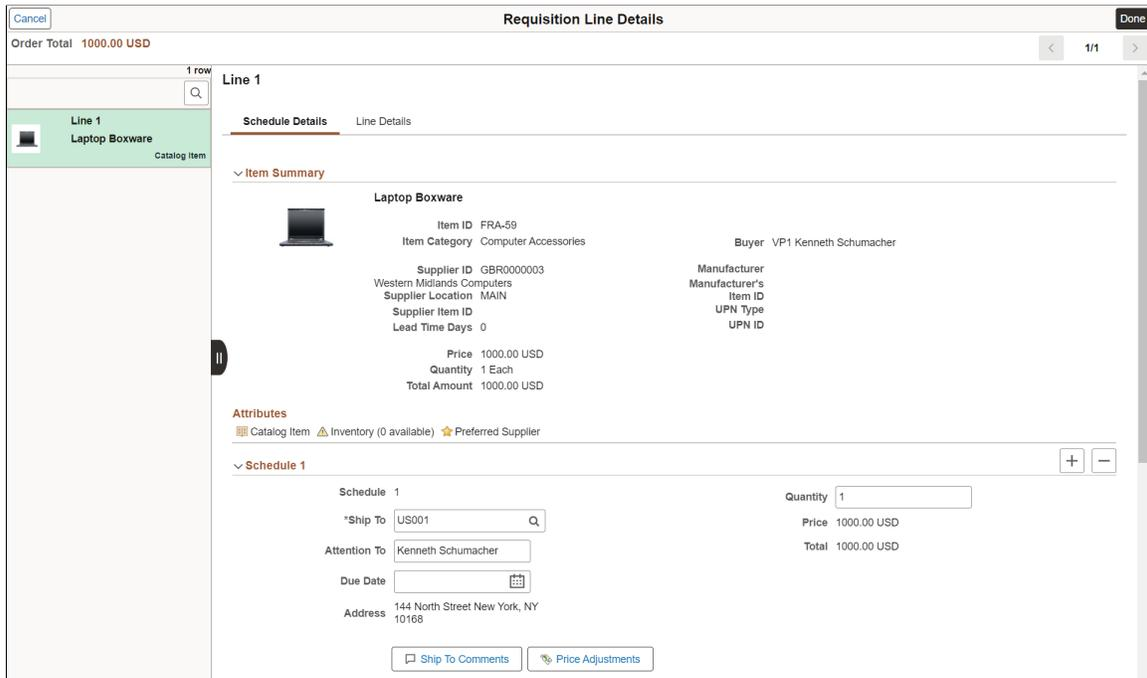 Cancel
Requisition Line Details
Done
Order Total 1000.00 USD
1/1
1 row
Line 1
Laptop Boxware
Catalog Item
Line 1
Schedule Details
Line Details
Item Summary
Laptop Boxware
Item ID FRA-59
Item Category Computer Accessories
Buyer VP1 Kenneth Schumacher
Supplier ID GBR0000003
Western Midlands Computers
Supplier Location MAIN
Supplier Item ID
Lead Time Days 0
Manufacturer
Manufacturer's
Item ID
UPN Type
UPN ID
Price 1000.00 USD
Quantity 1 Each
Total Amount 1000.00 USD
Attributes
Catalog Item Inventory (0 available) Preferred Supplier
Schedule 1
Schedule 1
*Ship To US001
Attention To Kenneth Schumacher
Due Date
Address 144 North Street New York, NY
10168
Quantity 1
Price 1000.00 USD
Total 1000.00 USD
Ship To Comments
Price Adjustments